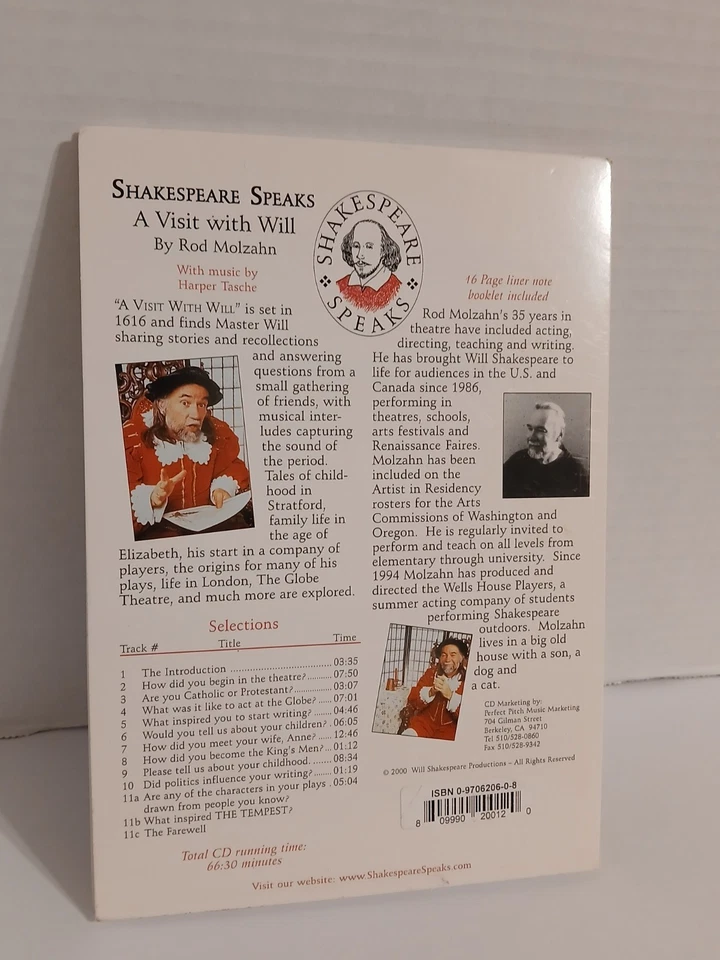 SHAKESPEARE SPEAKS
A Visit with Will
By Rod Molzahn
With music by
Harper Tasche
SHAKESPEARE
SPEAKS
"A VISIT WITH WILL" is set in
1616 and finds Master Will
sharing stories and recollections
and answering
questions from a
small gathering
of friends, with
musical inter-
ludes capturing
the sound of
the period.
Tales of child-
hood in
Stratford,
family life in
the age of
Elizabeth, his start in a company of
players, the origins for many of his
plays, life in London, The Globe
Theatre, and much more are explored.
Selections
Track # Title Time
1 The Introduction ........................ 03:35
2 How did you begin in the theatre? .......... 07:50
3 Are you Catholic or Protestant? ............ 03:07
4 What was it like to act at the Globe? ...... 07:01
5 What inspired you to start writing? ........ 04:46
6 Would you tell us about your children? . 06:05
7 How did you meet your wife, Anne? .... 12:46
8 How did you become the King's Men? ... 01:12
9 Please tell us about your childhood. ....... 08:34
10 Did politics influence your writing? ...... 01:19
11a Are any of the characters in your plays . 05:04
drawn from people you know?
11b What inspired THE TEMPEST?
11c The Farewell
Total CD running time:
66:30 minutes
16 Page liner note
booklet included
Rod Molzahn's 35 years in
theatre have included acting,
directing, teaching and writing.
He has brought Will Shakespeare to
life for audiences in the U.S. and
Canada since 1986,
performing in
theatres, schools,
arts festivals and
Renaissance Faires.
Molzahn has been
included on the
Artist in Residency
rosters for the Arts
Commissions of Washington and
Oregon. He is regularly invited to
perform and teach on all levels from
elementary through university. Since
1994 Molzahn has produced and
directed the Wells House Players, a
summer acting company of students
performing Shakespeare
outdoors. Molzahn
lives in a big old
house with a son, a
dog and
a cat.
CD Marketing by:
Perfect Pitch Music Marketing
704 Gilman Street
Berkeley, CA 94710
Tel 510/528-0860
Fax 510/528-9342
© 2000 Will Shakespeare Productions – All Rights Reserved
ISBN 0-9706206-0-8
8 09990 20012 0
Visit our website: www.ShakespeareSpeaks.com